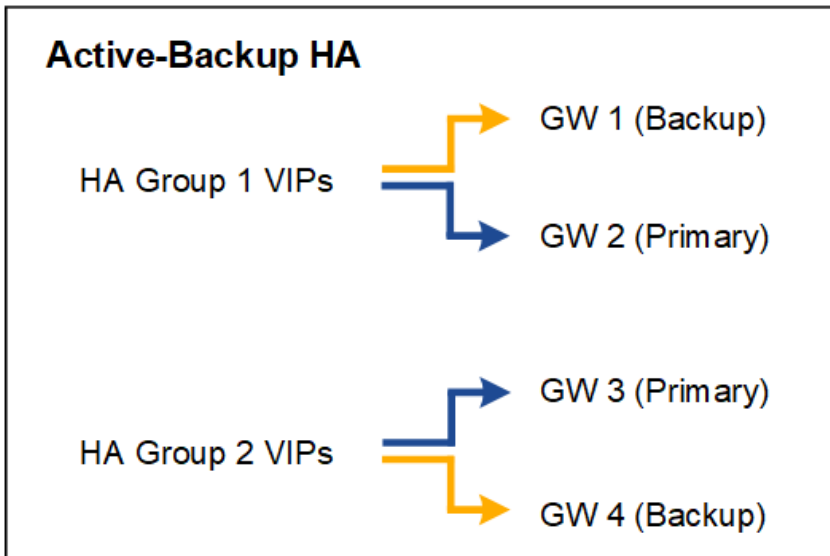 Active-Backup HA
GW 1 (Backup)
HA Group 1 VIPs
GW 2 (Primary)
GW 3 (Primary)
HA Group 2 VIPs
GW 4 (Backup)